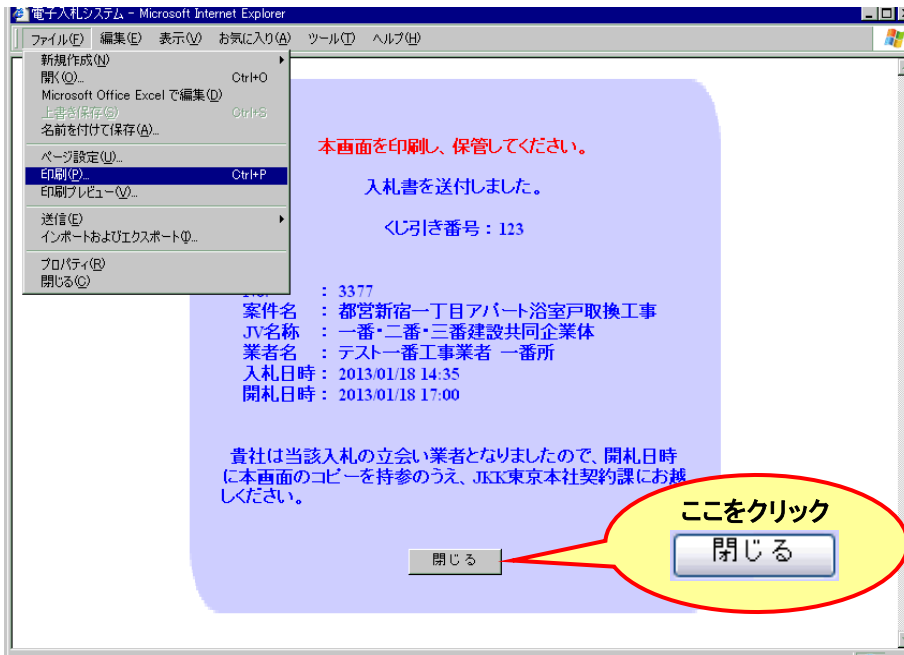 電子入札システム - Microsoft Internet Explorer
ファイル(F) 編集(E) 表示(V) お気に入り(A) ツール(T) ヘルプ(H)
新規作成(N)
開く(O)... Ctrl+O
Microsoft Office Excel で編集(D)
上書き保存(S) Ctrl+S
名前を付けて保存(A)...
ページ設定(U)...
印刷(P)... Ctrl+P
印刷プレビュー(V)...
送信(E)
インポートおよびエクスポート(I)...
プロパティ(R)
閉じる(C)
本画面を印刷し、保管してください。
入札書を送付しました。
くじ引き番号：123
： 3377
案件名 ： 都営新宿一丁目アパート浴室戸取換工事
JV名称 ： 一番・二番・三番建設共同企業体
業者名 ： テスト一番工事業者 一番所
入札日時： 2013/01/18 14:35
開札日時： 2013/01/18 17:00
貴社は当該入札の立会い業者となりましたので、開札日時
に本画面のコピーを持参のうえ、JKK東京本社契約課にお越
しください。
閉じる
ここをクリック
閉じる